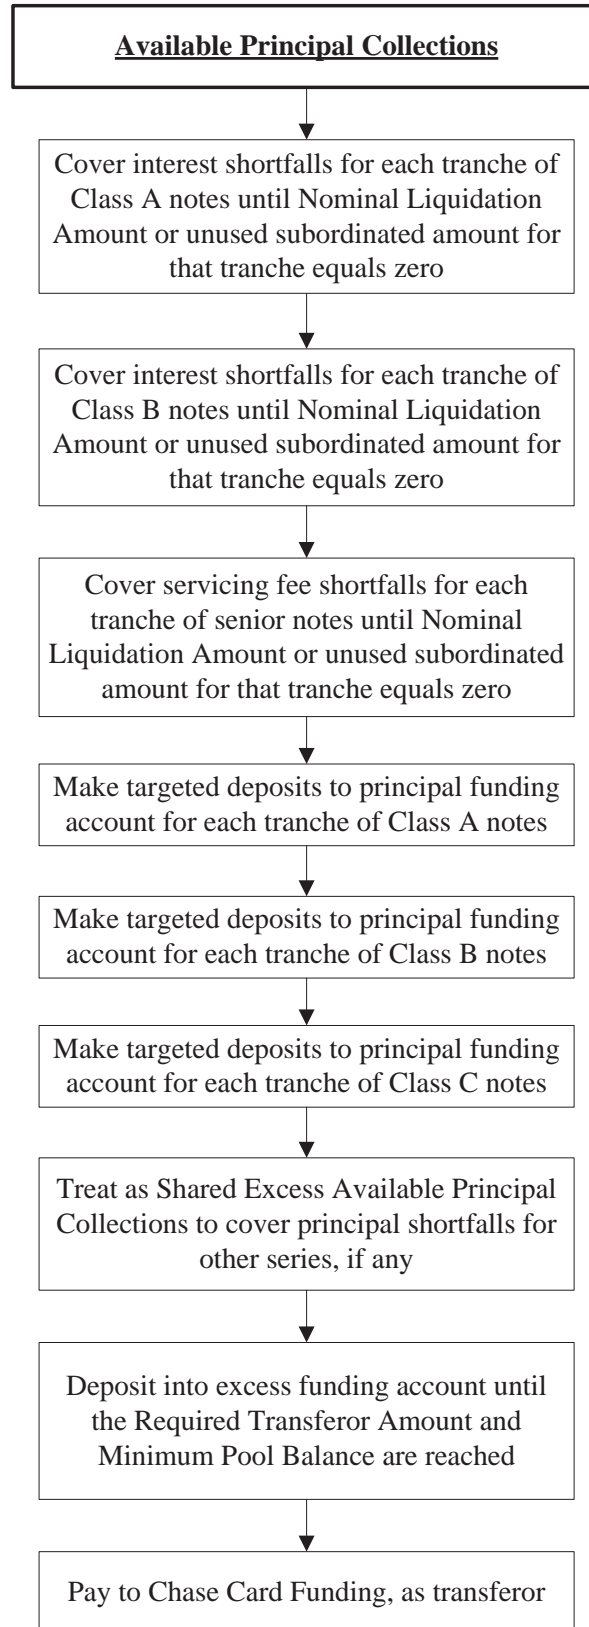 Available Principal Collections
Cover interest shortfalls for each tranche of
Class A notes until Nominal Liquidation
Amount or unused subordinated amount for
that tranche equals zero
Cover interest shortfalls for each tranche of
Class B notes until Nominal Liquidation
Amount or unused subordinated amount for
that tranche equals zero
Cover servicing fee shortfalls for each
tranche of senior notes until Nominal
Liquidation Amount or unused subordinated
amount for that tranche equals zero
Make targeted deposits to principal funding
account for each tranche of Class A notes
Make targeted deposits to principal funding
account for each tranche of Class B notes
Make targeted deposits to principal funding
account for each tranche of Class C notes
Treat as Shared Excess Available Principal
Collections to cover principal shortfalls for
other series, if any
Deposit into excess funding account until
the Required Transferor Amount and
Minimum Pool Balance are reached
Pay to Chase Card Funding, as transferor